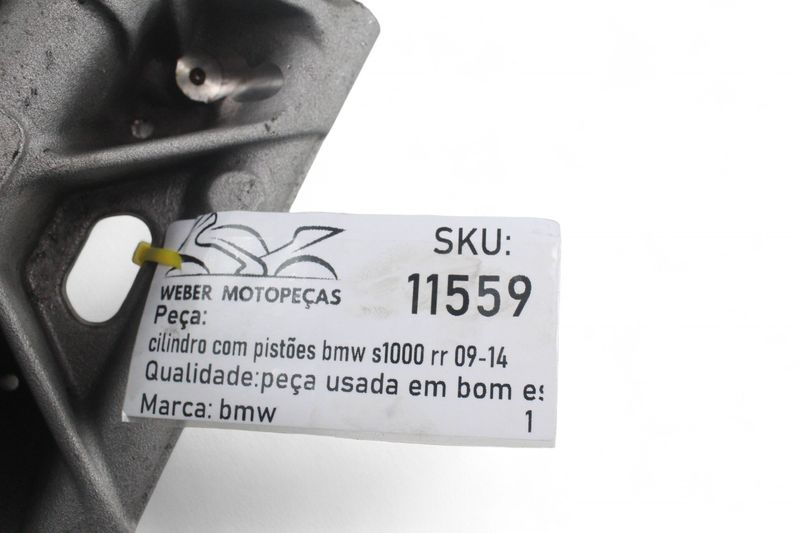 WEBER MOTOPEÇAS
SKU:
11559
Peça:
cilindro com pistões bmw s1000 rr 09-14
Qualidade:peça usada em bom es
Marca: bmw
1